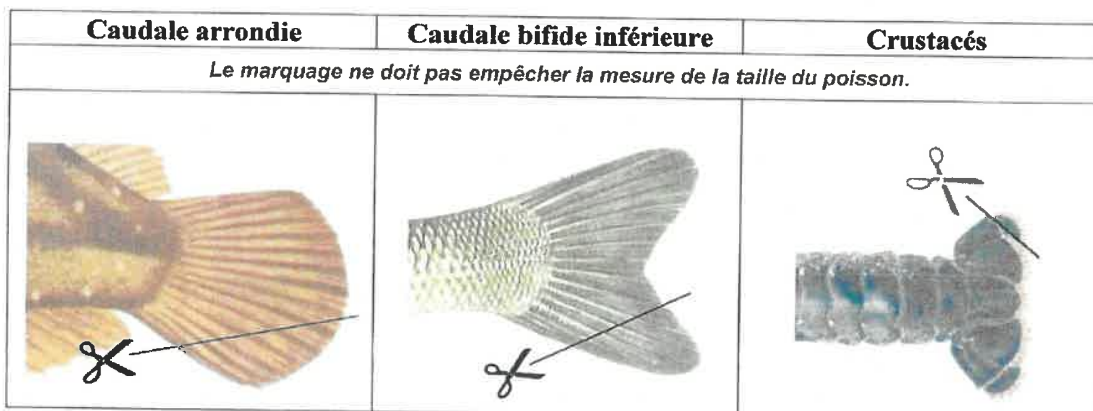 Caudale arrondie
Caudale bifide inférieure
Crustacés
Le marquage ne doit pas empêcher la mesure de la taille du poisson.